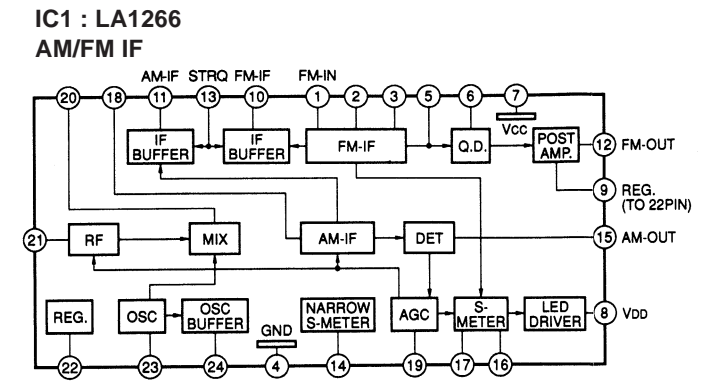 IC1 : LA1266
AM/FM IF
AM-IF STRQ FM-IF FM-IN
20 18 11 13 10 1 2 3 5 6 7
VCC
IF BUFFER
IF BUFFER
FM-IF
Q.D.
POST AMP.
12 FM-OUT
9 REG.
(TO 22PIN)
21 RF MIX AM-IF DET 15 AM-OUT
REG.
OSC
OSC BUFFER
GND
NARROW S-METER
AGC
S-METER
LED DRIVER
8 VDD
22 23 24 4 14 19 17 16